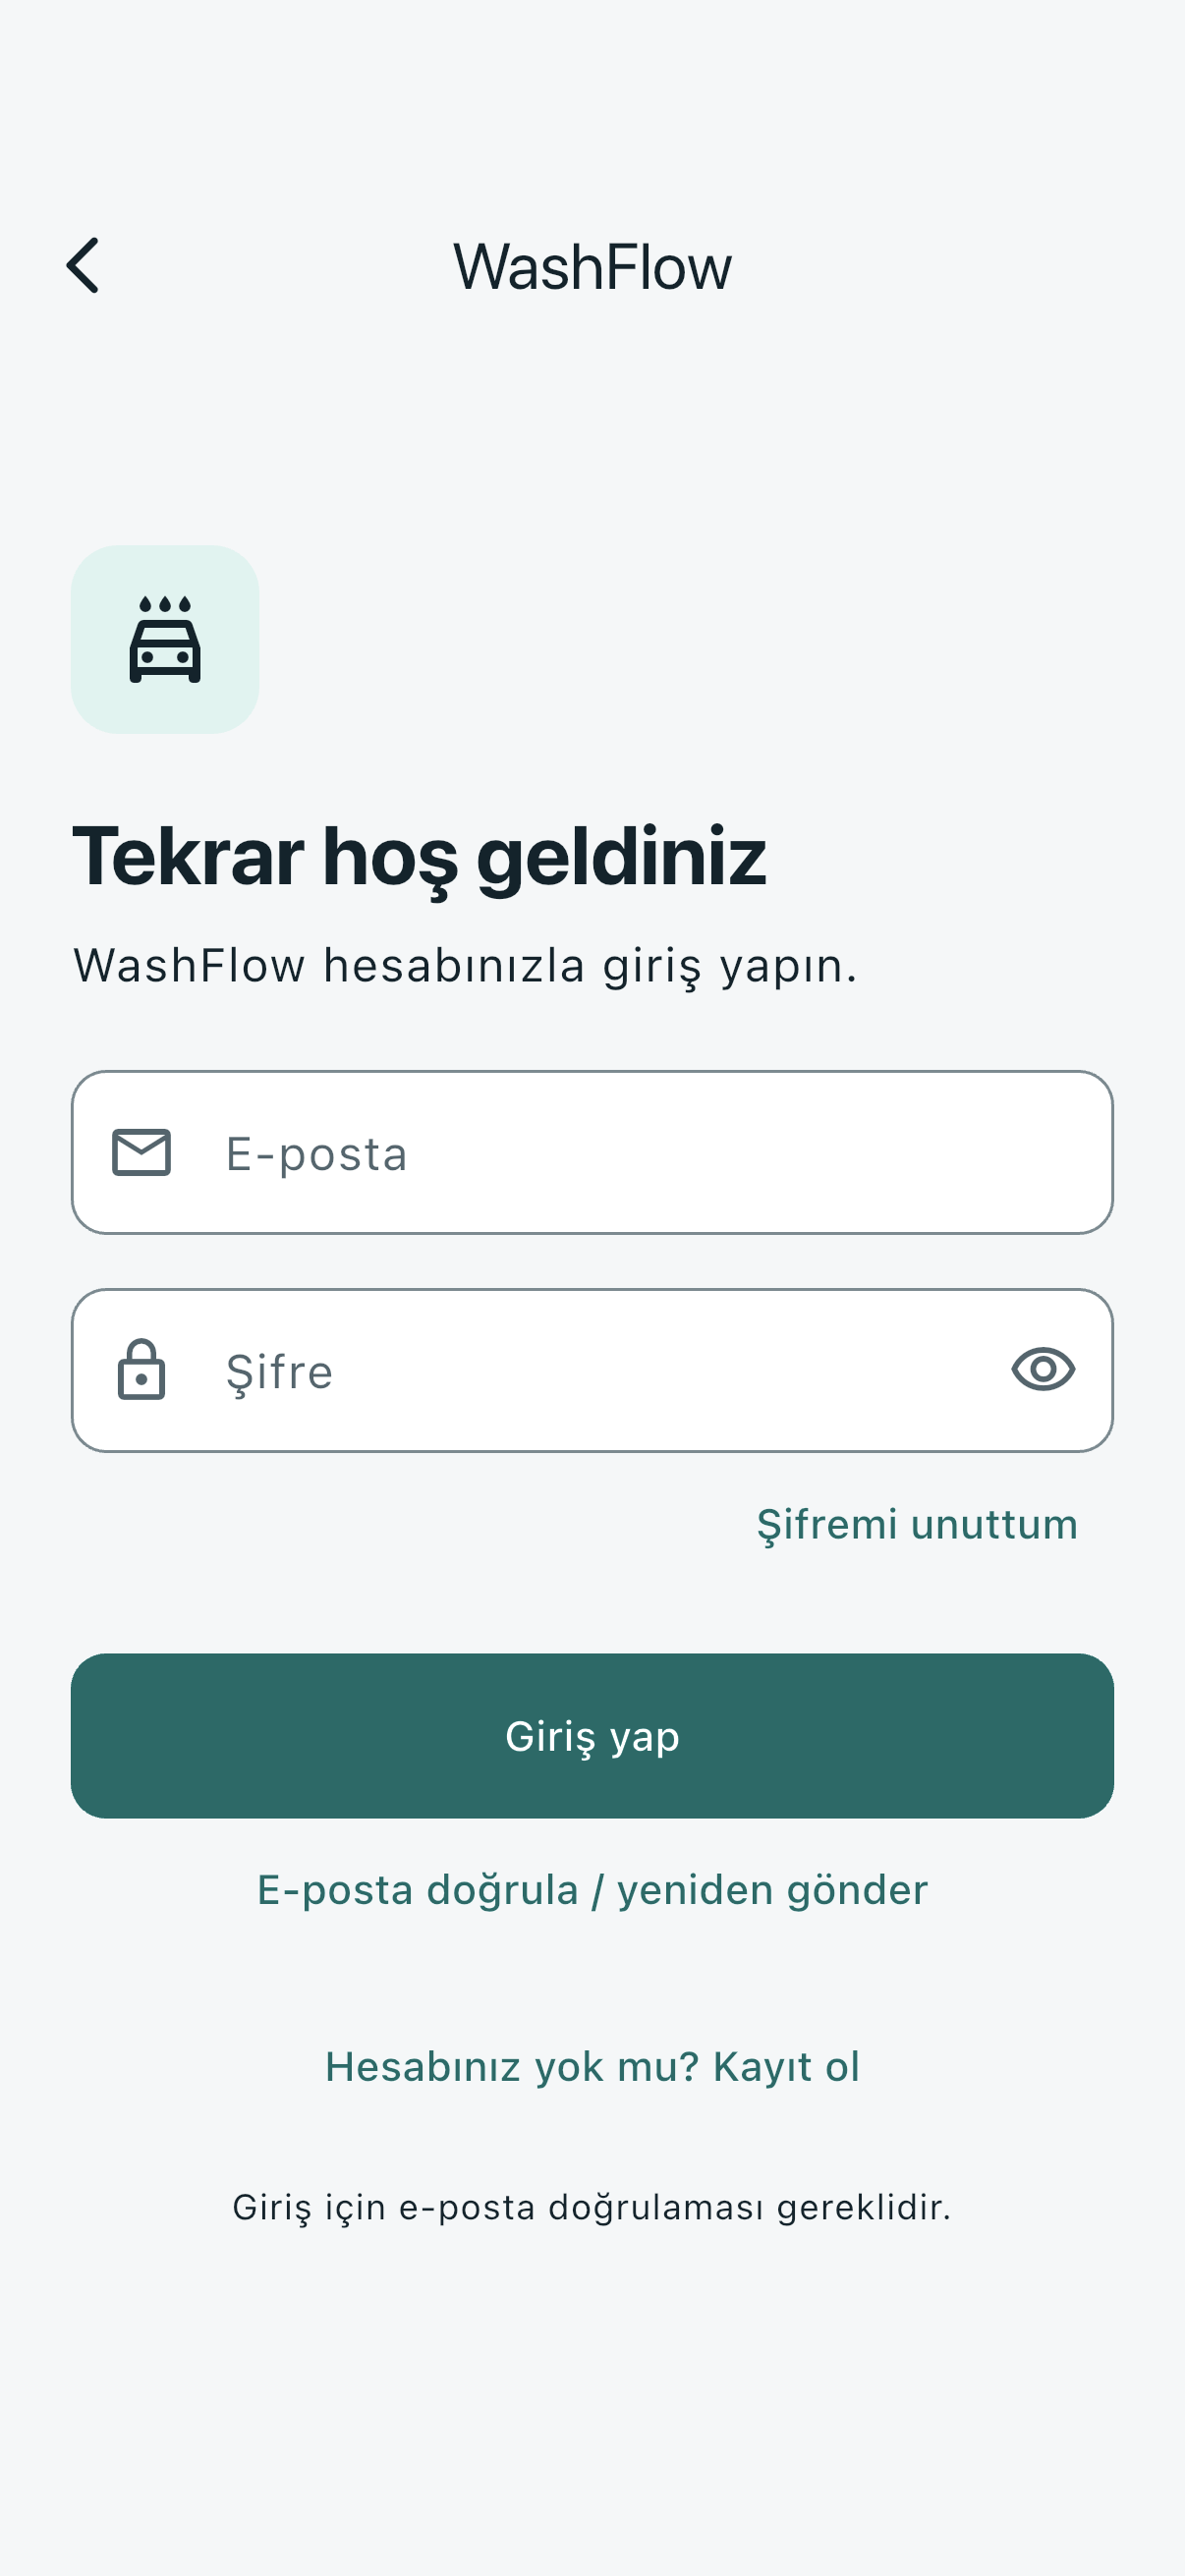 WashFlow
Tekrar hoş geldiniz
WashFlow hesabınızla giriş yapın.
E-posta
Şifre
Şifremi unuttum
Giriş yap
E-posta doğrula / yeniden gönder
Hesabınız yok mu? Kayıt ol
Giriş için e-posta doğrulaması gereklidir.